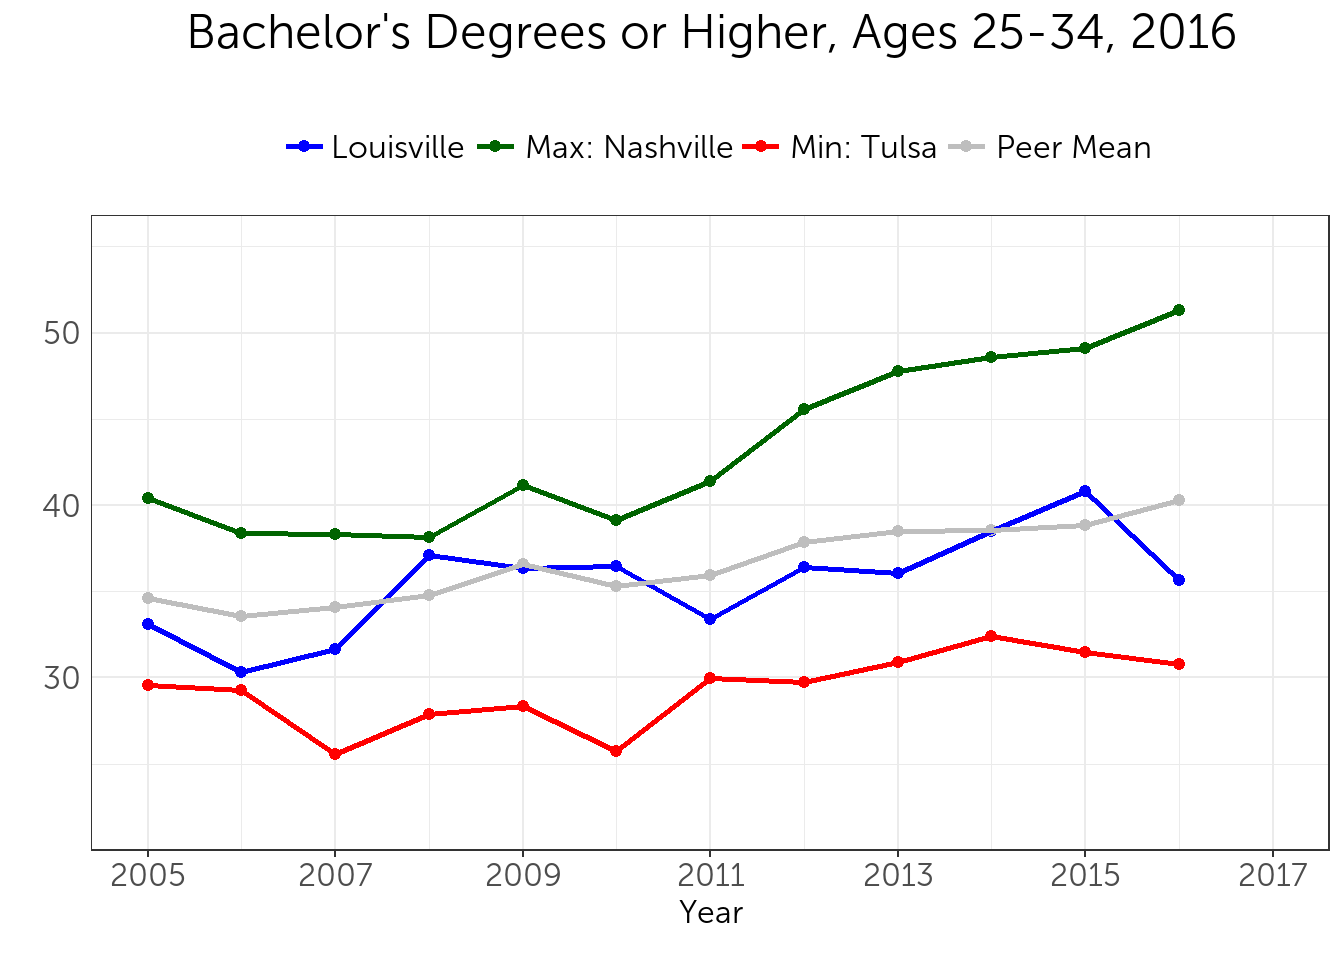 Bachelor's Degrees or Higher, Ages 25-34, 2016
Louisville Max: Nashville Min: Tulsa Peer Mean
50
40
30
2005 2007 2009 2011 2013 2015 2017
Year